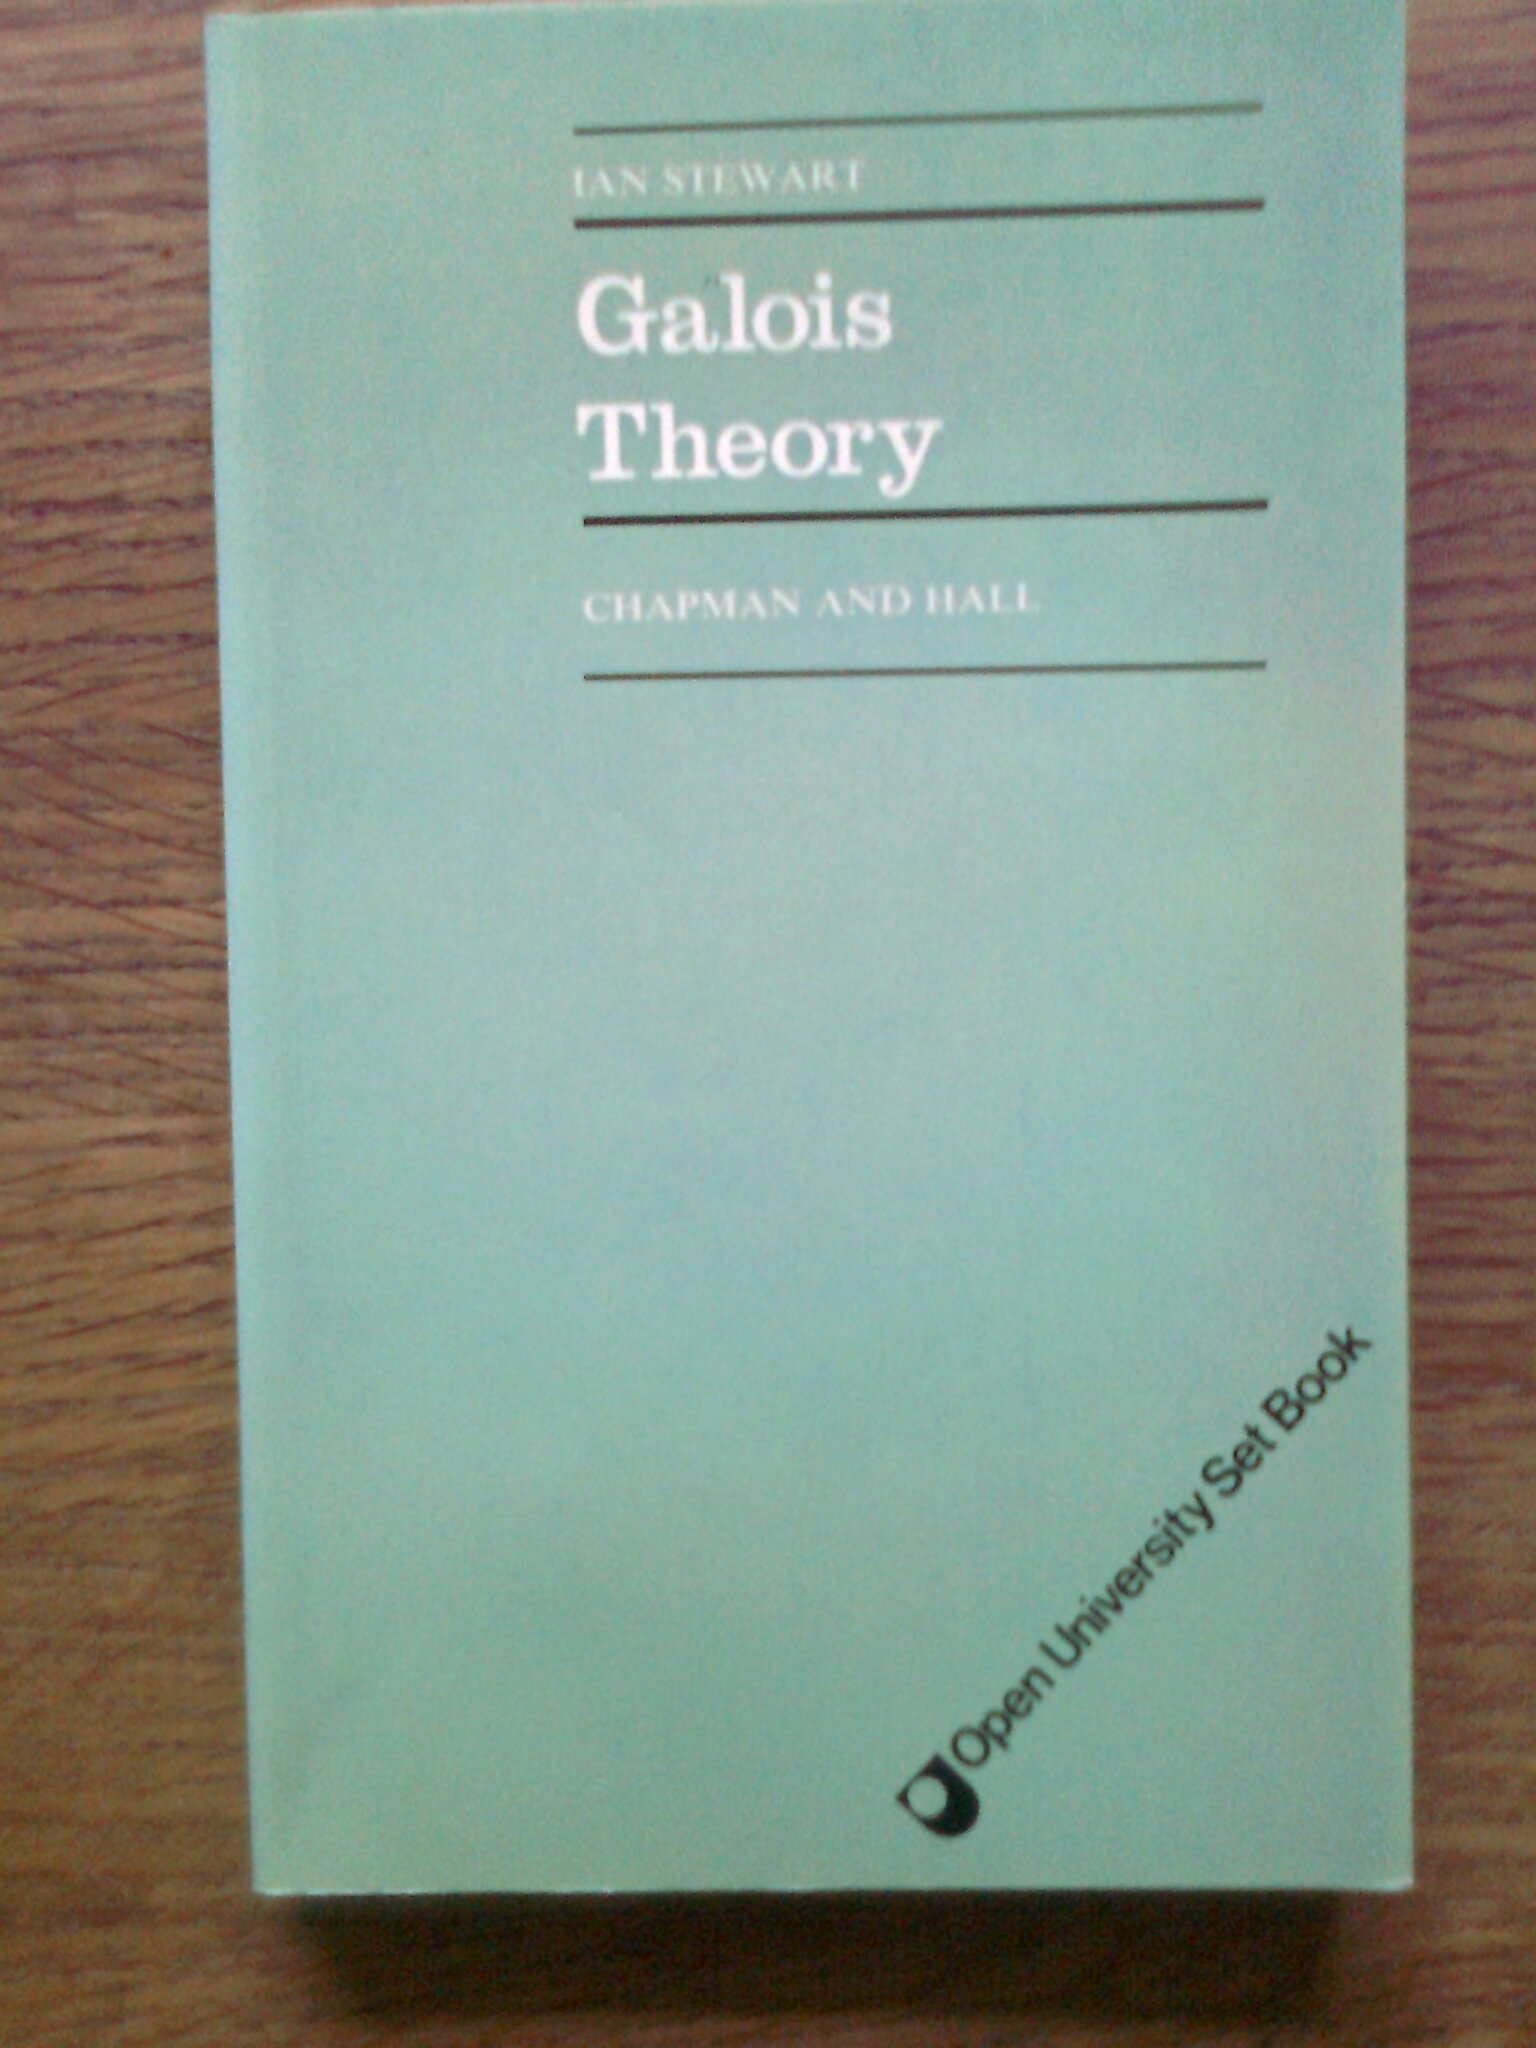 IAN STEWART
Galois
Theory
CHAPMAN AND HALL
Open University Set Book